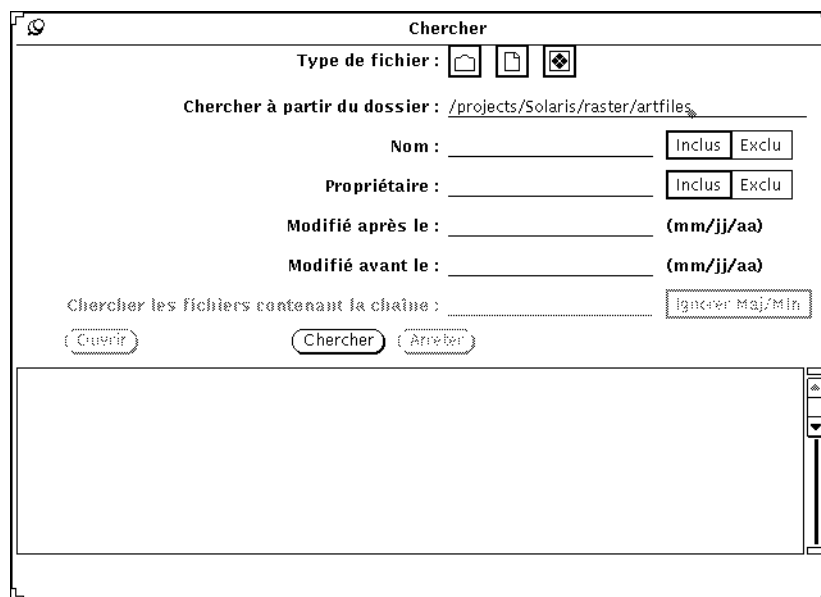 Chercher
Type de fichier :
Chercher à partir du dossier : /projects/Solaris/raster/artfiles
Nom : Inclus Exclu
Propriétaire : Inclus Exclu
Modifié après le : (mm/jj/aa)
Modifié avant le : (mm/jj/aa)
Chercher les fichiers contenant la chaîne : Ignorer Maj/Min
Ouvrir Chercher Arreter